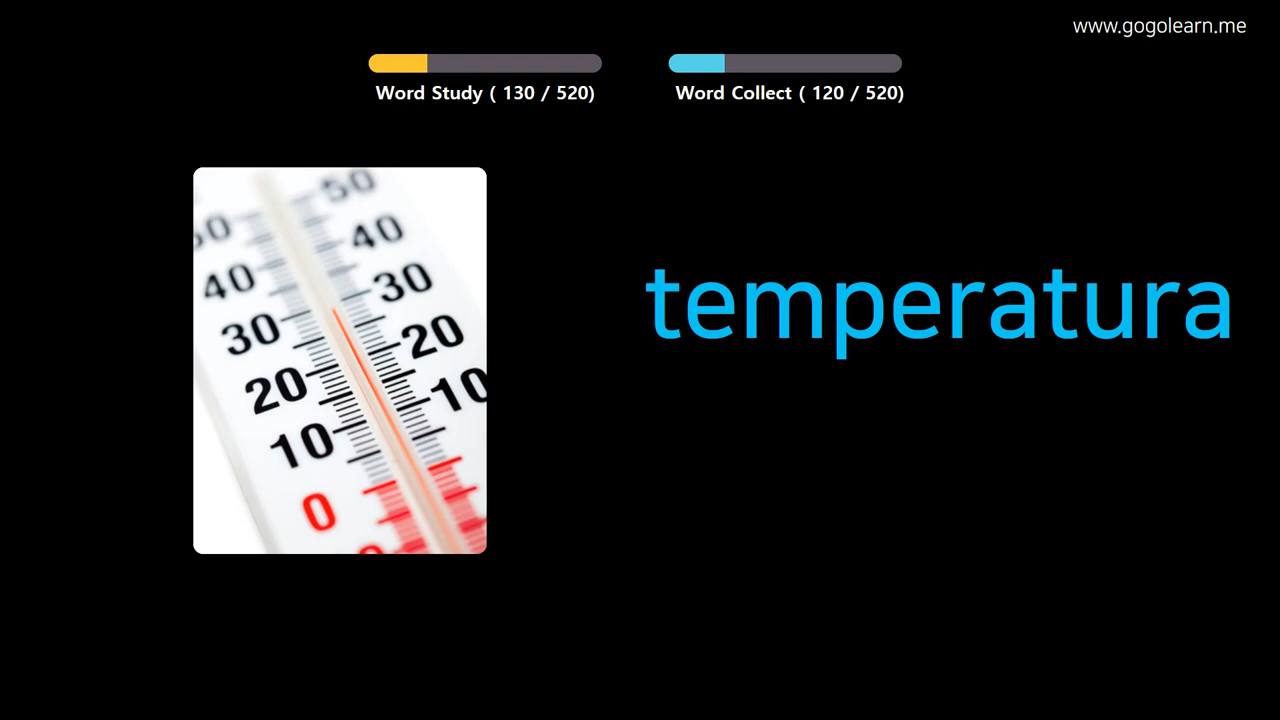 www.gogolearn.me
Word Study ( 130 / 520)
Word Collect ( 120 / 520)
50
40
40
30
30
20
20
10
10
0
temperatura